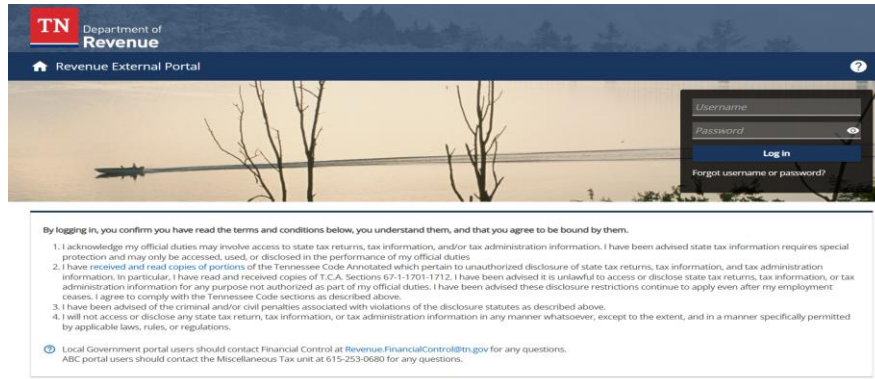 TN Department of
Revenue
Revenue External Portal
?
Username
Password
Log in
Forgot username or password?
By logging in, you confirm you have read the terms and conditions below, you understand them, and that you agree to be bound by them.
1. I acknowledge my official duties may involve access to state tax returns, tax information, and/or tax administration information. I have been advised state tax information requires special
protection and may only be accessed, used, or disclosed in the performance of my official duties
2. I have received and read copies of portions of the Tennessee Code Annotated which pertain to unauthorized disclosure of state tax returns, tax information, and tax administration
information. In particular, I have read and received copies of T.C.A. Sections 67-1-1701-1712. I have been advised it is unlawful to access or disclose state tax returns, tax information, or tax
administration information for any purpose not authorized as part of my official duties. I have been advised these disclosure restrictions continue to apply even after my employment
ceases. I agree to comply with the Tennessee Code sections as described above.
3. I have been advised of the criminal and/or civil penalties associated with violations of the disclosure statutes as described above.
4. I will not access or disclose any state tax return, tax information, or tax administration information in any manner whatsoever, except to the extent, and in a manner specifically permitted
by applicable laws, rules, or regulations.
? Local Government portal users should contact Financial Control at Revenue.FinancialControl@tn.gov for any questions.
ABC portal users should contact the Miscellaneous Tax unit at 615-253-0680 for any questions.